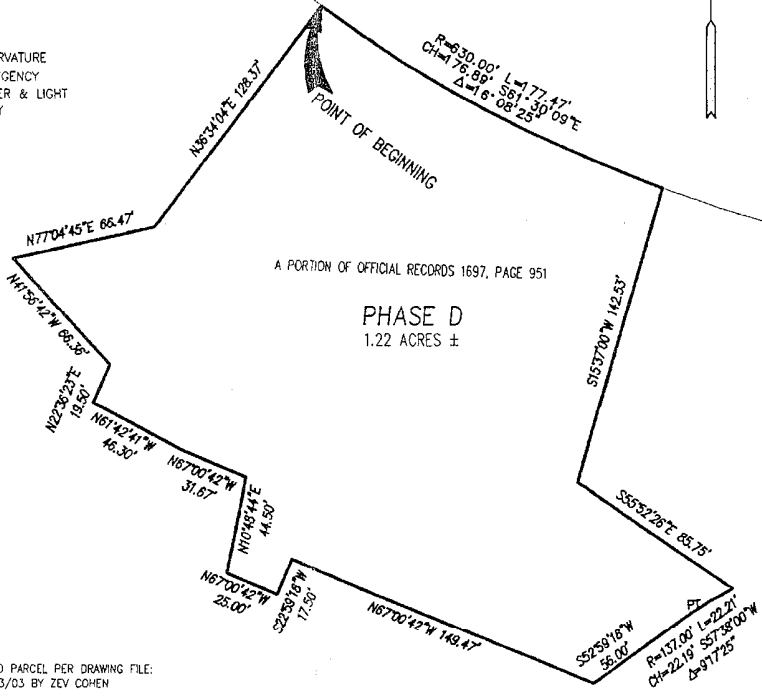 RVATURE
GENCY
ER & LIGHT
R=630.00' L=177.47'
CH=176.89' S61°30'09"E
Δ=16°08'25"
POINT OF BEGINNING
N36°34'04"E 128.37'
N77°04'45"E 66.47'
A PORTION OF OFFICIAL RECORDS 1697, PAGE 951
PHASE D
1.22 ACRES ±
N41°56'42"W 66.36'
S15°37'00"W 142.53'
N22°36'23"E
19.50'
N61°42'41"W
46.30'
N67°00'42"W
31.67'
N10°48'44"E
44.50'
S55°52'26"E 85.75'
N67°00'42"W
25.00'
S22°59'18"W
17.50'
N67°00'42"W 149.47'
S52°59'18"W
56.00'
PT
R=137.00' L=22.21'
CH=22.19' S57°38'00"W
Δ=9°17'25"
D PARCEL PER DRAWING FILE:
3/03 BY ZEV COHEN